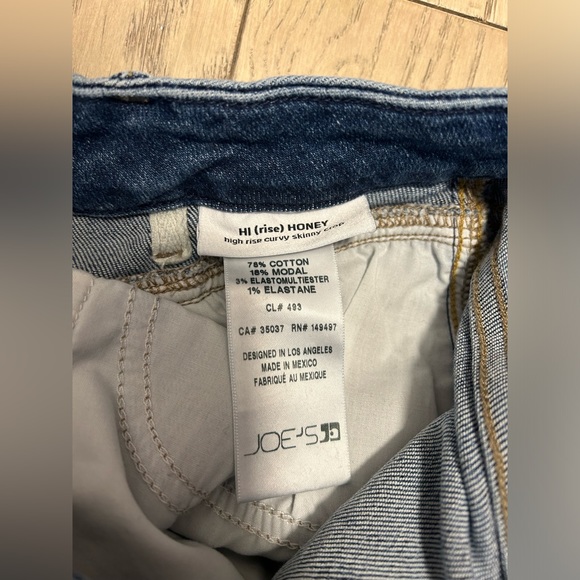 HI (rise) HONEY
high rise curvy skinny crop
78% COTTON
18% MODAL
3% ELASTOMULTIESTER
1% ELASTANE
CL# 493
CA# 35037 RN# 149497
DESIGNED IN LOS ANGELES
MADE IN MEXICO
FABRIQUÉ AU MEXIQUE
JOE'S